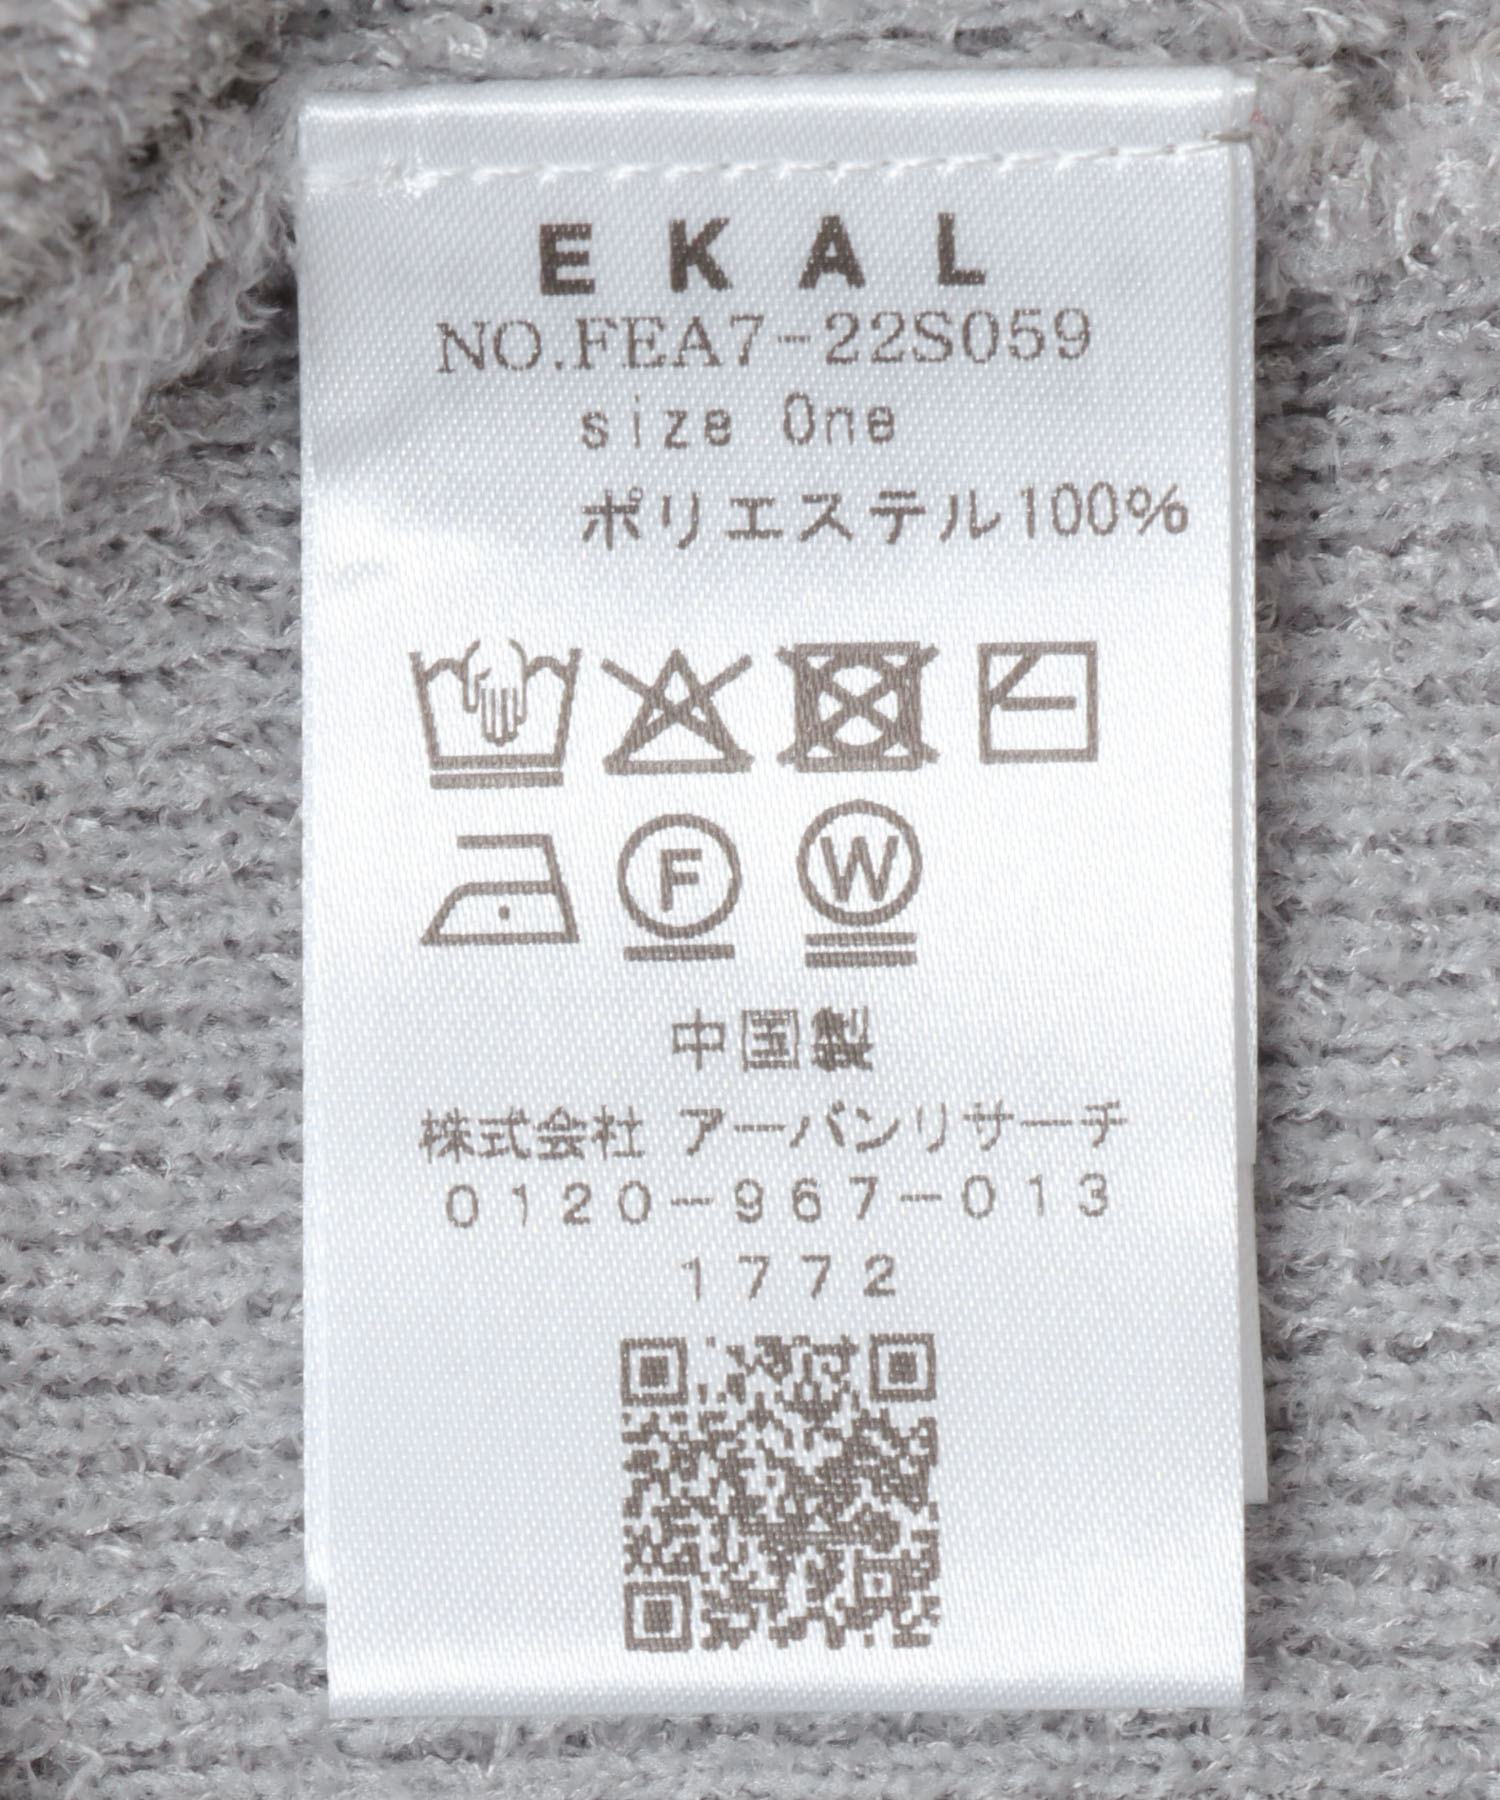 EKAL
NO.FEA7-22S059
size One
ポリエステル100%
F W
中国製
株式会社 アーバンリサーチ
0120-967-013
1772